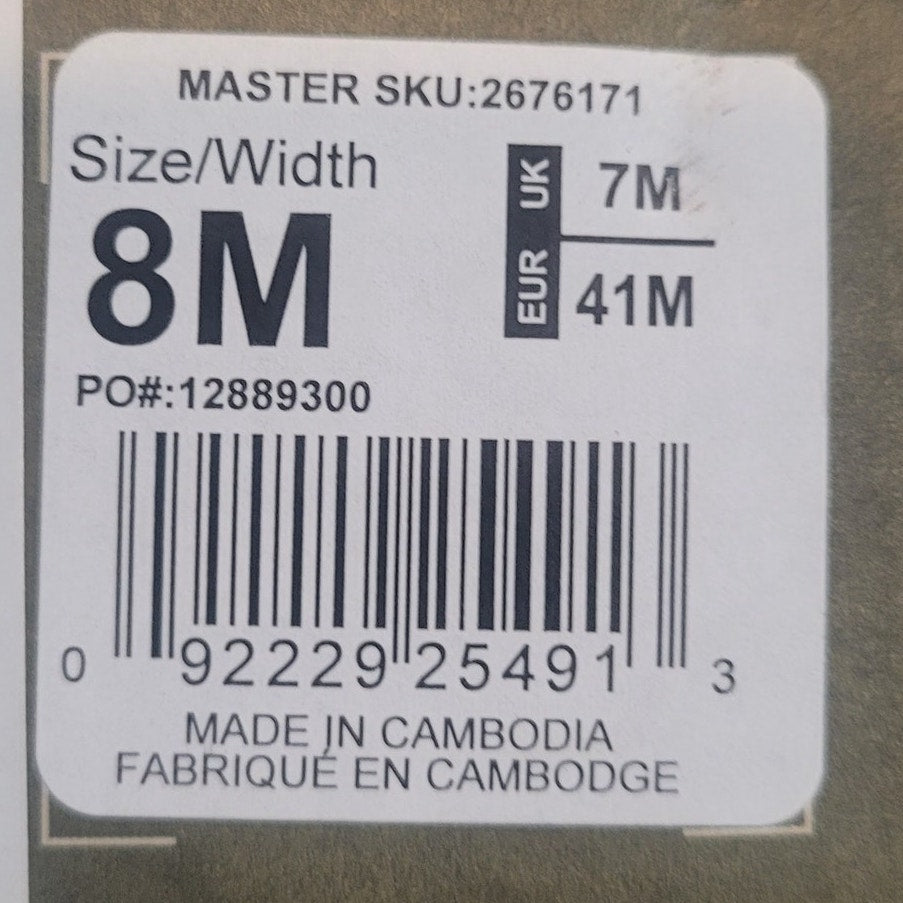 MASTER SKU:2676171
Size/Width
8M
UK 7M
EUR 41M
PO#:12889300
0 92229 25491 3
MADE IN CAMBODIA
FABRIQUÉ EN CAMBODGE